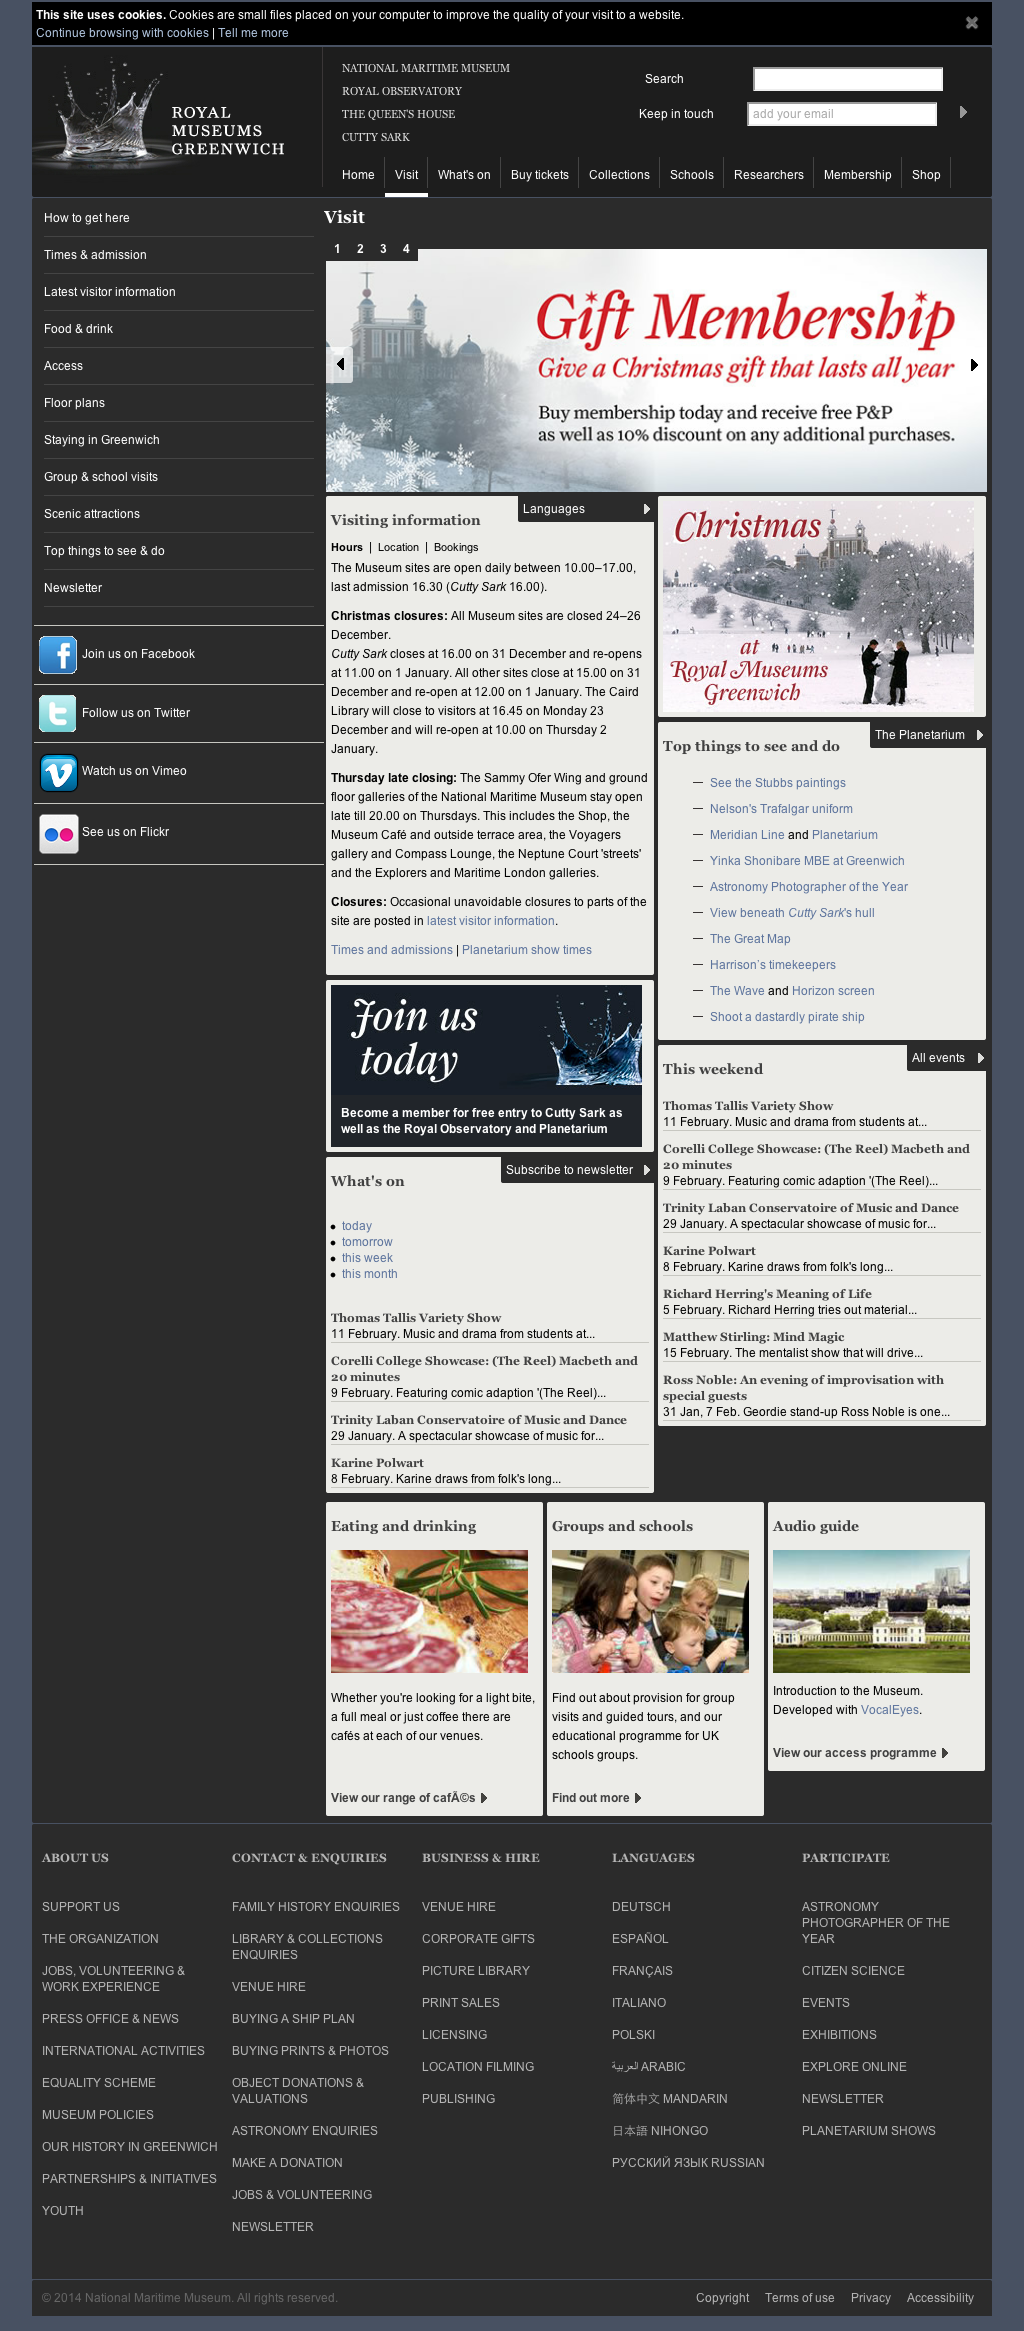 This site uses cookies. Cookies are small files placed on your computer to improve the quality of your visit to a website.
Continue browsing with cookies | Tell me more
ROYAL
MUSEUMS
GREENWICH
NATIONAL MARITIME MUSEUM
ROYAL OBSERVATORY
THE QUEEN'S HOUSE
CUTTY SARK
Search
Keep in touch
add your email
Home
Visit
What's on
Buy tickets
Collections
Schools
Researchers
Membership
Shop
How to get here
Times & admission
Latest visitor information
Food & drink
Access
Floor plans
Staying in Greenwich
Group & school visits
Scenic attractions
Top things to see & do
Newsletter
Join us on Facebook
Follow us on Twitter
Watch us on Vimeo
See us on Flickr
Visit
1 2 3 4
Gift Membership
Give a Christmas gift that lasts all year
Buy membership today and receive free P&P
as well as 10% discount on any additional purchases.
Languages
Visiting information
Hours | Location | Bookings
The Museum sites are open daily between 10.00–17.00,
last admission 16.30 (Cutty Sark 16.00).
Christmas closures: All Museum sites are closed 24–26
December.
Cutty Sark closes at 16.00 on 31 December and re-opens
at 11.00 on 1 January. All other sites close at 15.00 on 31
December and re-open at 12.00 on 1 January. The Caird
Library will close to visitors at 16.45 on Monday 23
December and will re-open at 10.00 on Thursday 2
January.
Thursday late closing: The Sammy Ofer Wing and ground
floor galleries of the National Maritime Museum stay open
late till 20.00 on Thursdays. This includes the Shop, the
Museum Café and outside terrace area, the Voyagers
gallery and Compass Lounge, the Neptune Court 'streets'
and the Explorers and Maritime London galleries.
Closures: Occasional unavoidable closures to parts of the
site are posted in latest visitor information.
Times and admissions | Planetarium show times
Join us
today
Become a member for free entry to Cutty Sark as
well as the Royal Observatory and Planetarium
Subscribe to newsletter
What's on
today
tomorrow
this week
this month
Thomas Tallis Variety Show
11 February. Music and drama from students at...
Corelli College Showcase: (The Reel) Macbeth and
20 minutes
9 February. Featuring comic adaption '(The Reel)...
Trinity Laban Conservatoire of Music and Dance
29 January. A spectacular showcase of music for...
Karine Polwart
8 February. Karine draws from folk's long...
Christmas
at
Royal Museums
Greenwich
The Planetarium
Top things to see and do
— See the Stubbs paintings
— Nelson's Trafalgar uniform
— Meridian Line and Planetarium
— Yinka Shonibare MBE at Greenwich
— Astronomy Photographer of the Year
— View beneath Cutty Sark's hull
— The Great Map
— Harrison's timekeepers
— The Wave and Horizon screen
— Shoot a dastardly pirate ship
All events
This weekend
Thomas Tallis Variety Show
11 February. Music and drama from students at...
Corelli College Showcase: (The Reel) Macbeth and
20 minutes
9 February. Featuring comic adaption '(The Reel)...
Trinity Laban Conservatoire of Music and Dance
29 January. A spectacular showcase of music for...
Karine Polwart
8 February. Karine draws from folk's long...
Richard Herring's Meaning of Life
5 February. Richard Herring tries out material...
Matthew Stirling: Mind Magic
15 February. The mentalist show that will drive...
Ross Noble: An evening of improvisation with
special guests
31 Jan, 7 Feb. Geordie stand-up Ross Noble is one...
Eating and drinking
Whether you're looking for a light bite,
a full meal or just coffee there are
cafés at each of our venues.
View our range of cafÃ©s
Groups and schools
Find out about provision for group
visits and guided tours, and our
educational programme for UK
schools groups.
Find out more
Audio guide
Introduction to the Museum.
Developed with VocalEyes.
View our access programme
ABOUT US
SUPPORT US
THE ORGANIZATION
JOBS, VOLUNTEERING &
WORK EXPERIENCE
PRESS OFFICE & NEWS
INTERNATIONAL ACTIVITIES
EQUALITY SCHEME
MUSEUM POLICIES
OUR HISTORY IN GREENWICH
PARTNERSHIPS & INITIATIVES
YOUTH
CONTACT & ENQUIRIES
FAMILY HISTORY ENQUIRIES
LIBRARY & COLLECTIONS
ENQUIRIES
VENUE HIRE
BUYING A SHIP PLAN
BUYING PRINTS & PHOTOS
OBJECT DONATIONS &
VALUATIONS
ASTRONOMY ENQUIRIES
MAKE A DONATION
JOBS & VOLUNTEERING
NEWSLETTER
BUSINESS & HIRE
VENUE HIRE
CORPORATE GIFTS
PICTURE LIBRARY
PRINT SALES
LICENSING
LOCATION FILMING
PUBLISHING
LANGUAGES
DEUTSCH
ESPAÑOL
FRANÇAIS
ITALIANO
POLSKI
العربية ARABIC
简体中文 MANDARIN
日本語 NIHONGO
РУССКИЙ ЯЗЫК RUSSIAN
PARTICIPATE
ASTRONOMY
PHOTOGRAPHER OF THE
YEAR
CITIZEN SCIENCE
EVENTS
EXHIBITIONS
EXPLORE ONLINE
NEWSLETTER
PLANETARIUM SHOWS
© 2014 National Maritime Museum. All rights reserved.
Copyright
Terms of use
Privacy
Accessibility